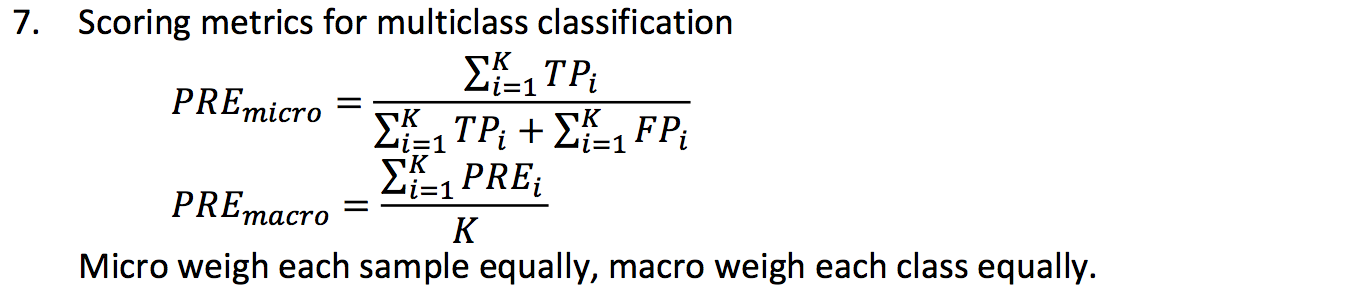 7. Scoring metrics for multiclass classification
$PRE_{micro} = \frac{\sum_{i=1}^{K} TP_i}{\sum_{i=1}^{K} TP_i + \sum_{i=1}^{K} FP_i}$
$PRE_{macro} = \frac{\sum_{i=1}^{K} PRE_i}{K}$
Micro weigh each sample equally, macro weigh each class equally.